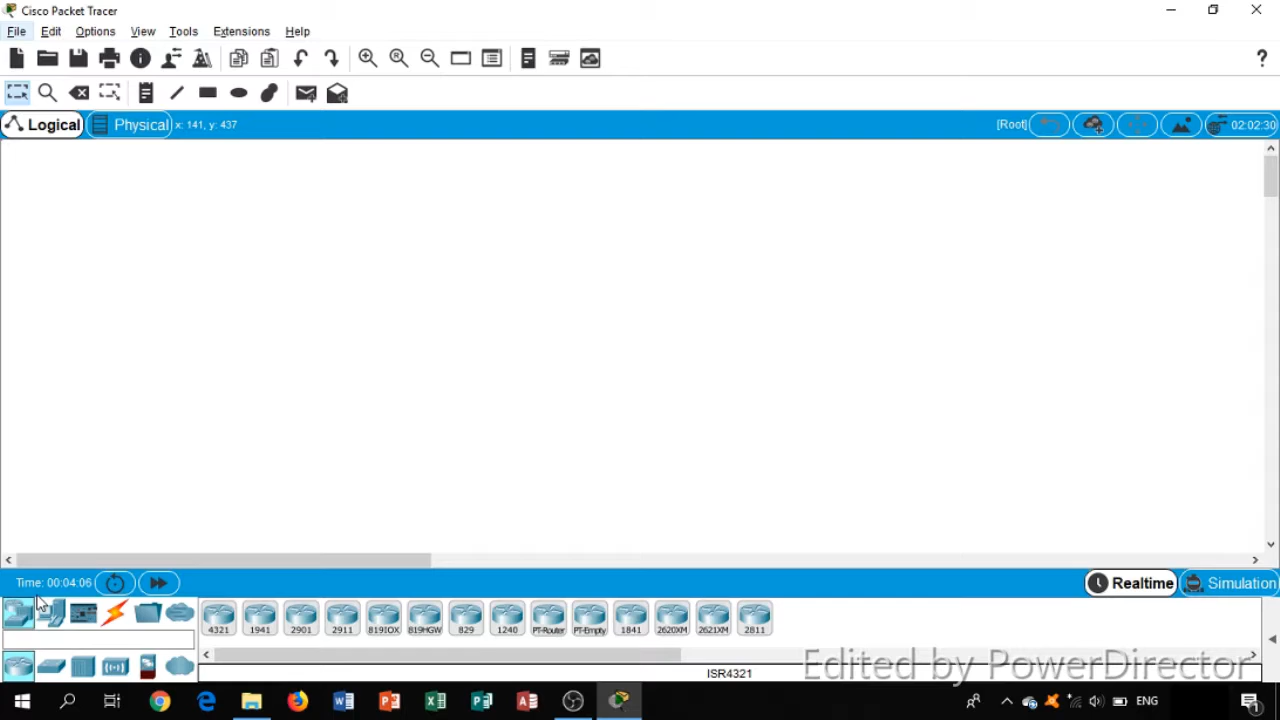 Cisco Packet Tracer
File Edit Options View Tools Extensions Help
?
Logical Physical x: 141, y: 437 [Root] 02:02:30
Time: 00:04:06 Realtime Simulation
4321 1941 2901 2911 819IOX 819HGW 829 1240 PT-Router PT-Empty 1841 2620XM 2621XM 2811
ISR4321
Edited by PowerDirector
ENG